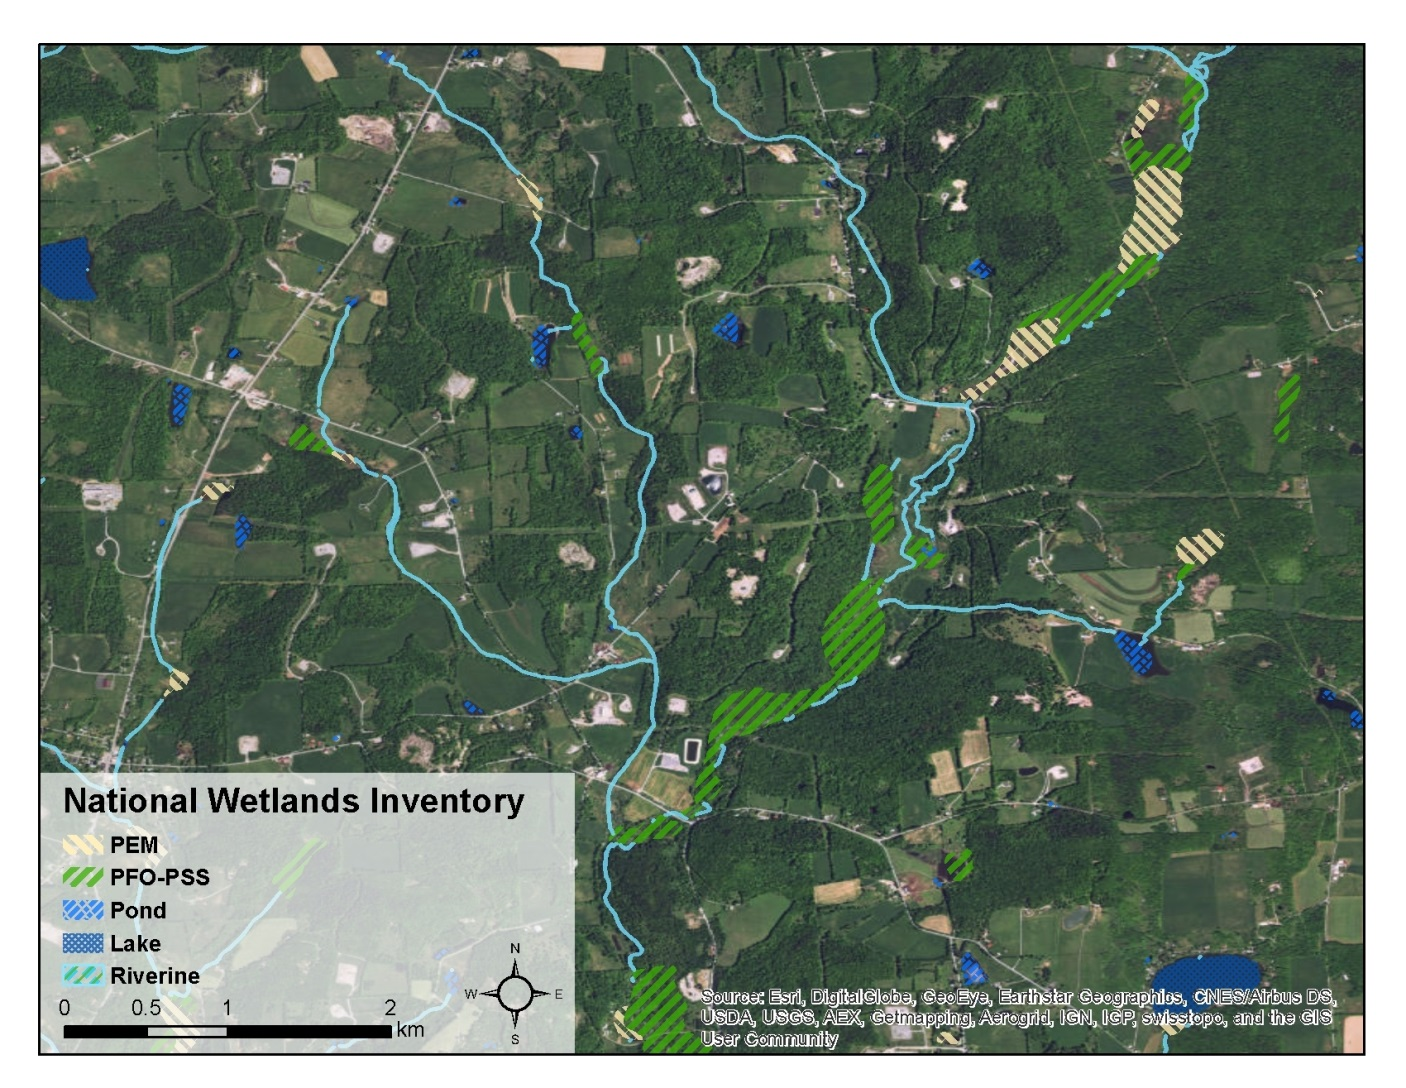 National Wetlands Inventory
PEM
PFO-PSS
Pond
Lake
Riverine
N
W E
S
0 0.5 1 2
km
Source: Esri, DigitalGlobe, GeoEye, Earthstar Geographics, CNES/Airbus DS,
USDA, USGS, AEX, Getmapping, Aerogrid, IGN, IGP, swisstopo, and the GIS
User Community